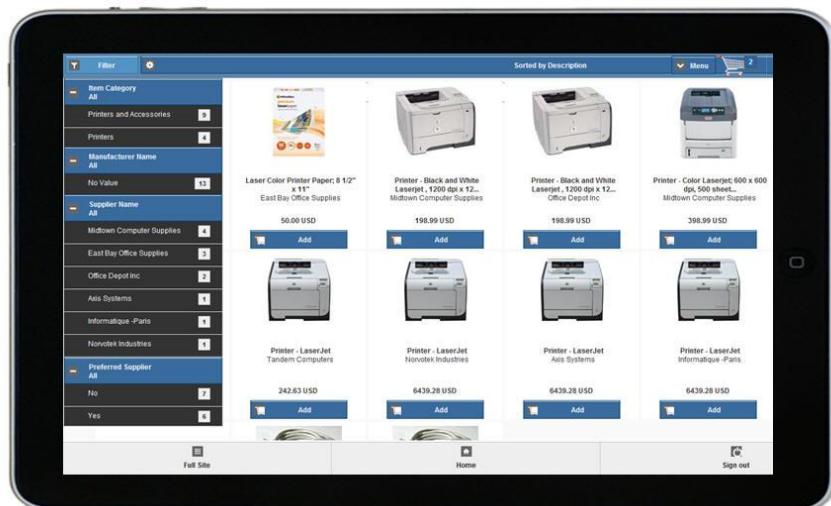 Filter
Sorted by Description
Menu
2
Item Category
All
Printers and Accessories 9
Printers 4
Manufacturer Name
All
No Value 13
Supplier Name
All
Midtown Computer Supplies 4
East Bay Office Supplies 3
Office Depot Inc 2
Axis Systems 1
Informatique -Paris 1
Norvotek Industries 1
Preferred Supplier
All
No 7
Yes 6
Laser Color Printer Paper; 8 1/2"
x 11"
East Bay Office Supplies
50.00 USD
Add
Printer - Black and White
Laserjet , 1200 dpi x 12...
Midtown Computer Supplies
198.99 USD
Add
Printer - Black and White
Laserjet , 1200 dpi x 12...
Office Depot Inc
198.99 USD
Add
Printer - Color Laserjet; 600 x 600
dpi, 500 sheet...
Midtown Computer Supplies
398.99 USD
Add
Printer - LaserJet
Tandem Computers
242.63 USD
Add
Printer - LaserJet
Norvotek Industries
6439.28 USD
Add
Printer - LaserJet
Axis Systems
6439.28 USD
Add
Printer - LaserJet
Informatique -Paris
6439.28 USD
Add
Full Site
Home
Sign out